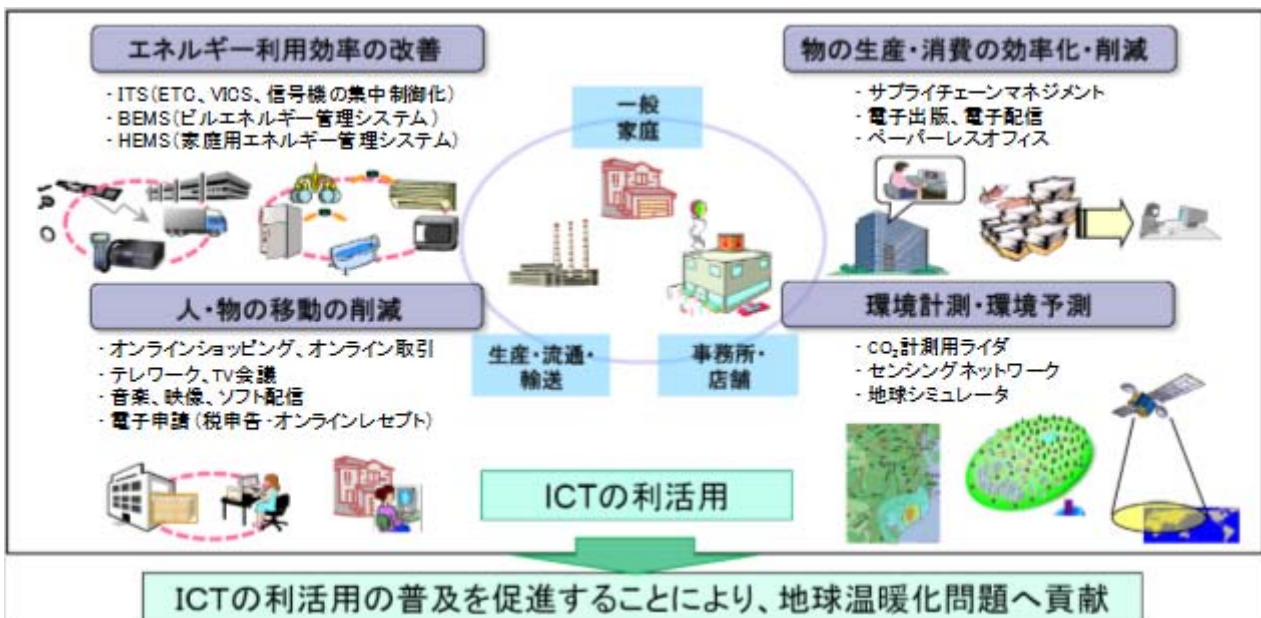 エネルギー利用効率の改善
・ITS(ETC、VICS、信号機の集中制御化)
・BEMS(ビルエネルギー管理システム)
・HEMS(家庭用エネルギー管理システム)
物の生産・消費の効率化・削減
・サプライチェーンマネジメント
・電子出版、電子配信
・ペーパーレスオフィス
一般
家庭
生産・流通・
輸送
事務所・
店舗
人・物の移動の削減
・オンラインショッピング、オンライン取引
・テレワーク、TV会議
・音楽、映像、ソフト配信
・電子申請(税申告・オンラインレセプト)
環境計測・環境予測
・CO₂計測用ライダ
・センシングネットワーク
・地球シミュレータ
ICTの利活用
ICTの利活用の普及を促進することにより、地球温暖化問題へ貢献